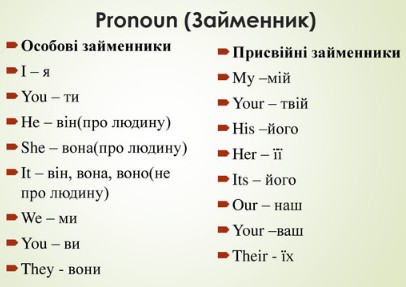 Pronoun (Займенник)
Особові займенники
I – я
You – ти
He – він(про людину)
She – вона(про людину)
It – він, вона, воно(не
про людину)
We – ми
You – ви
They - вони
Присвійні займенники
My –мій
Your – твій
His –його
Her – її
Its – його
Our – наш
Your –ваш
Their - їх